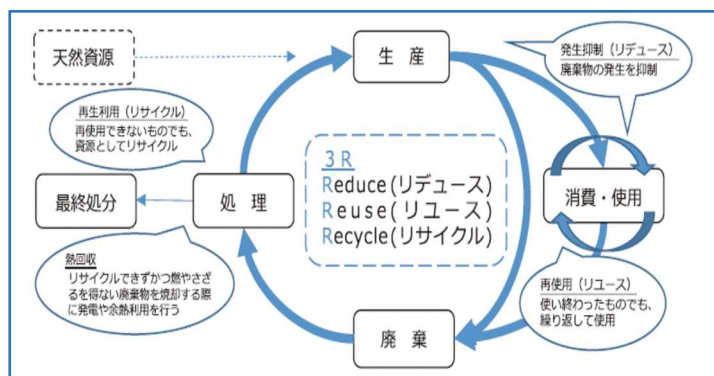 天然資源
生産
発生抑制（リデュース）
廃棄物の発生を抑制
再生利用（リサイクル）
再使用できないものでも、
資源としてリサイクル
3R
Reduce(リデュース)
Reuse(リユース)
Recycle(リサイクル)
最終処分
処理
消費・使用
熱回収
リサイクルできずかつ燃やさざ
るを得ない廃棄物を焼却する際
に発電や余熱利用を行う
再使用（リユース）
使い終わったものでも、
繰り返して使用
廃棄